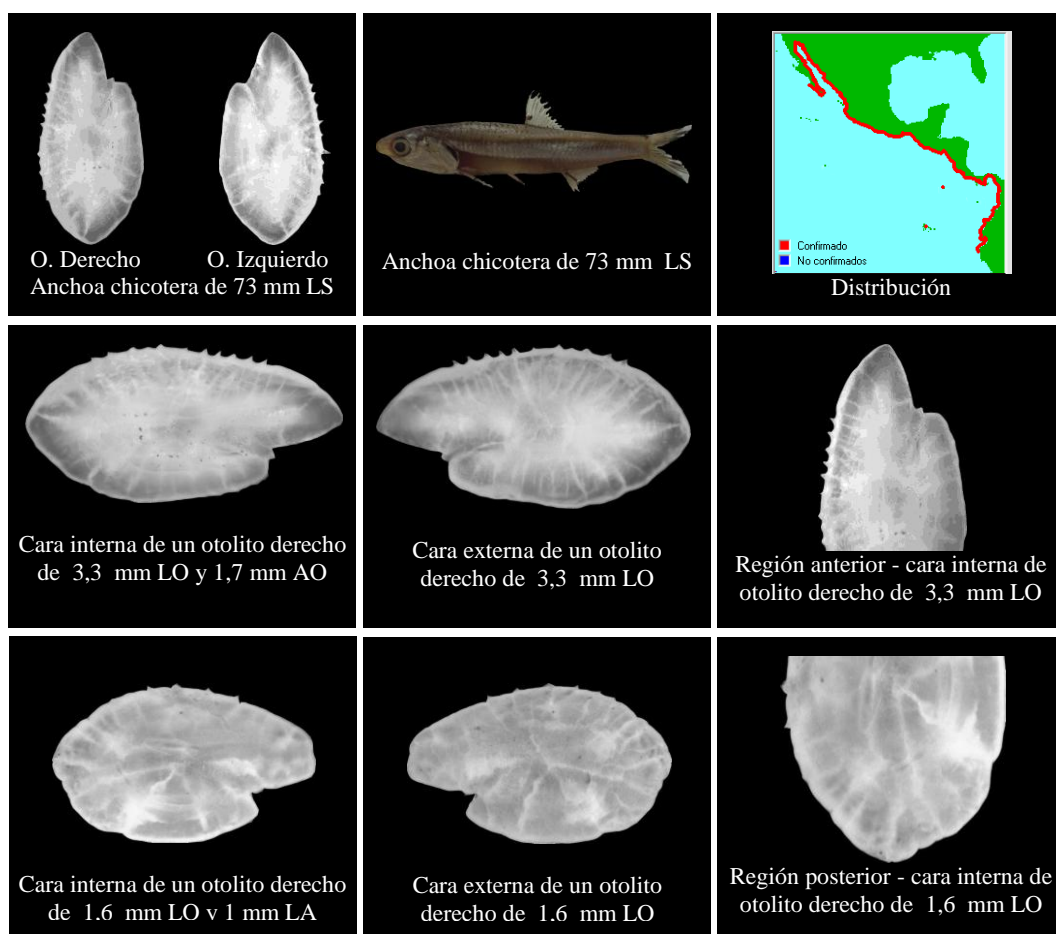 O. Derecho O. Izquierdo
Anchoa chicotera de 73 mm LS
Anchoa chicotera de 73 mm LS
Confirmado
No confirmados
Distribución
Cara interna de un otolito derecho
de 3,3 mm LO y 1,7 mm AO
Cara externa de un otolito
derecho de 3,3 mm LO
Región anterior - cara interna de
otolito derecho de 3,3 mm LO
Cara interna de un otolito derecho
de 1.6 mm LO v 1 mm LA
Cara externa de un otolito
derecho de 1.6 mm LO
Región posterior - cara interna de
otolito derecho de 1,6 mm LO